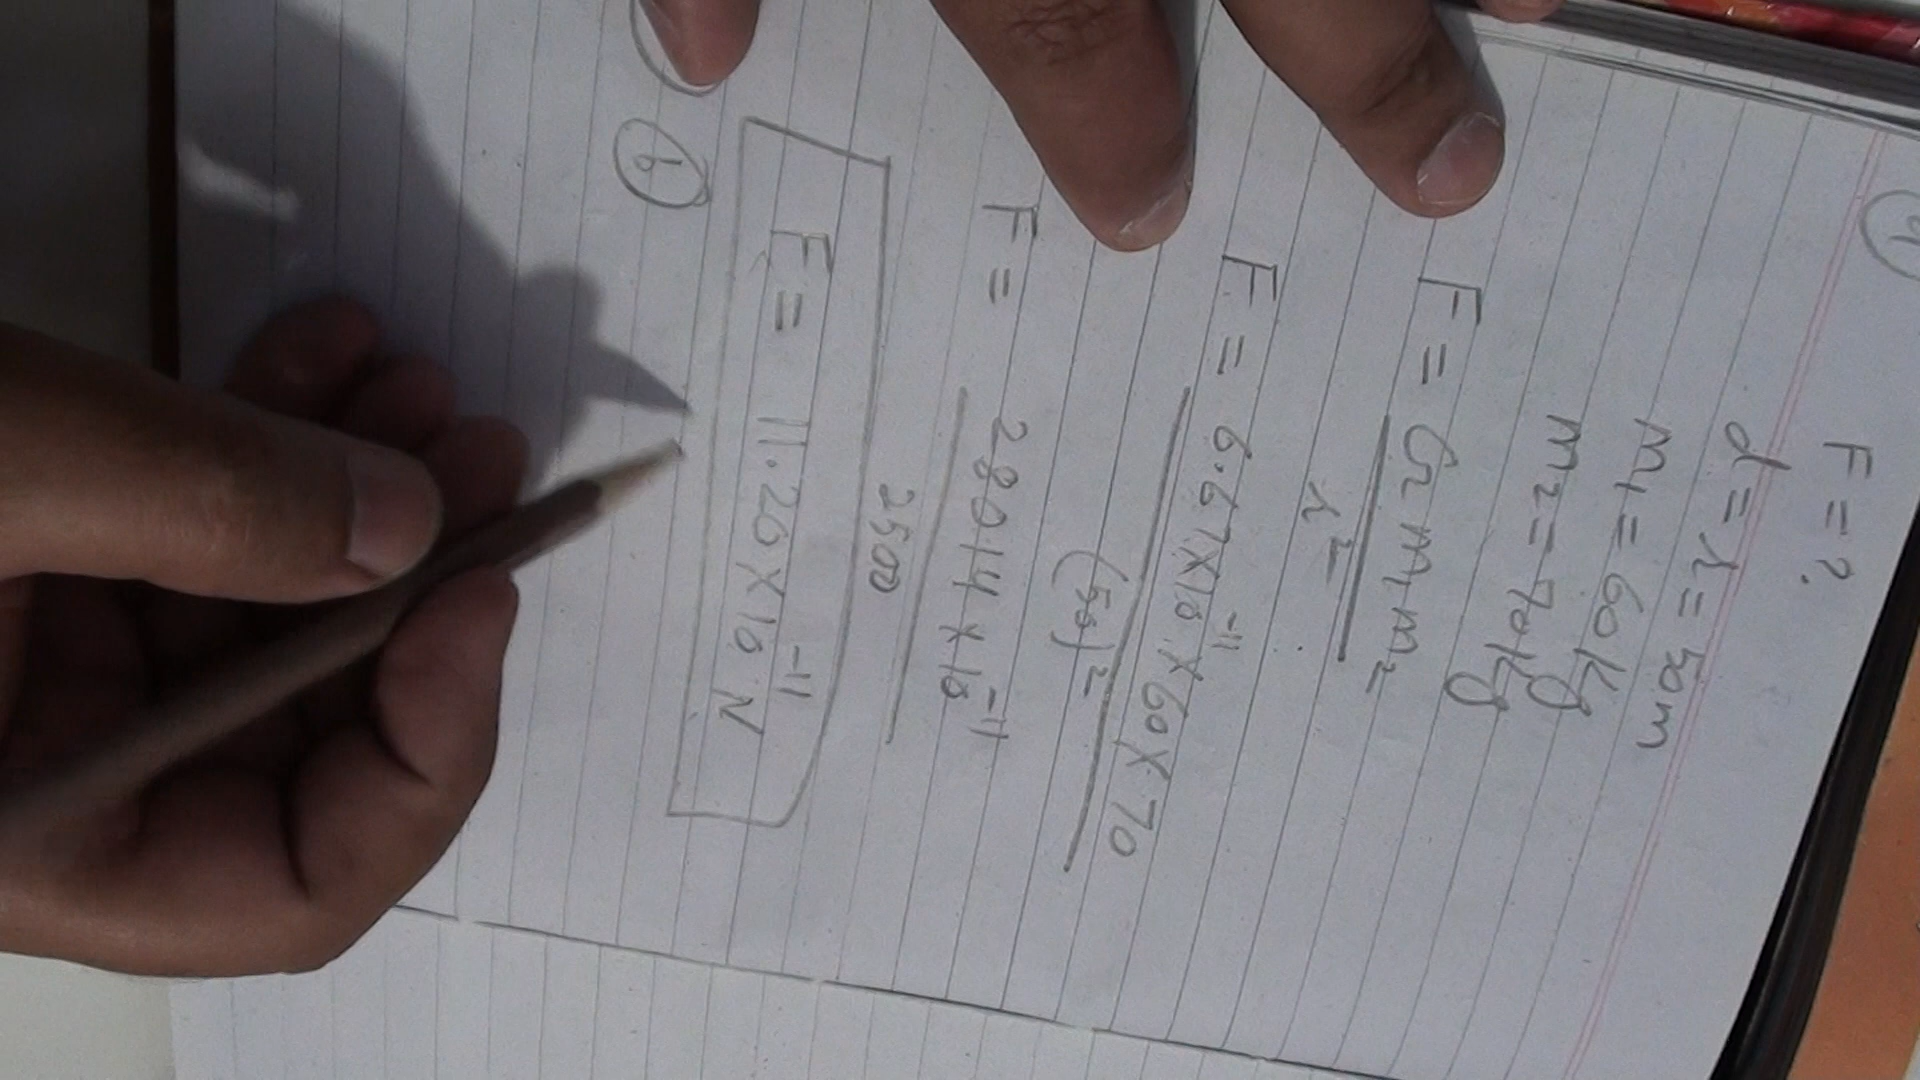 9
F = ?
d = r = 50m
m₁ = 60kg
m₂ = 70kg
F = G m₁ m₂
r²
F = 6.67 × 10⁻¹¹ × 60 × 70
(50)²
F = 28014 × 10⁻¹¹
2500
F = 11.20 × 10⁻¹¹ N
b